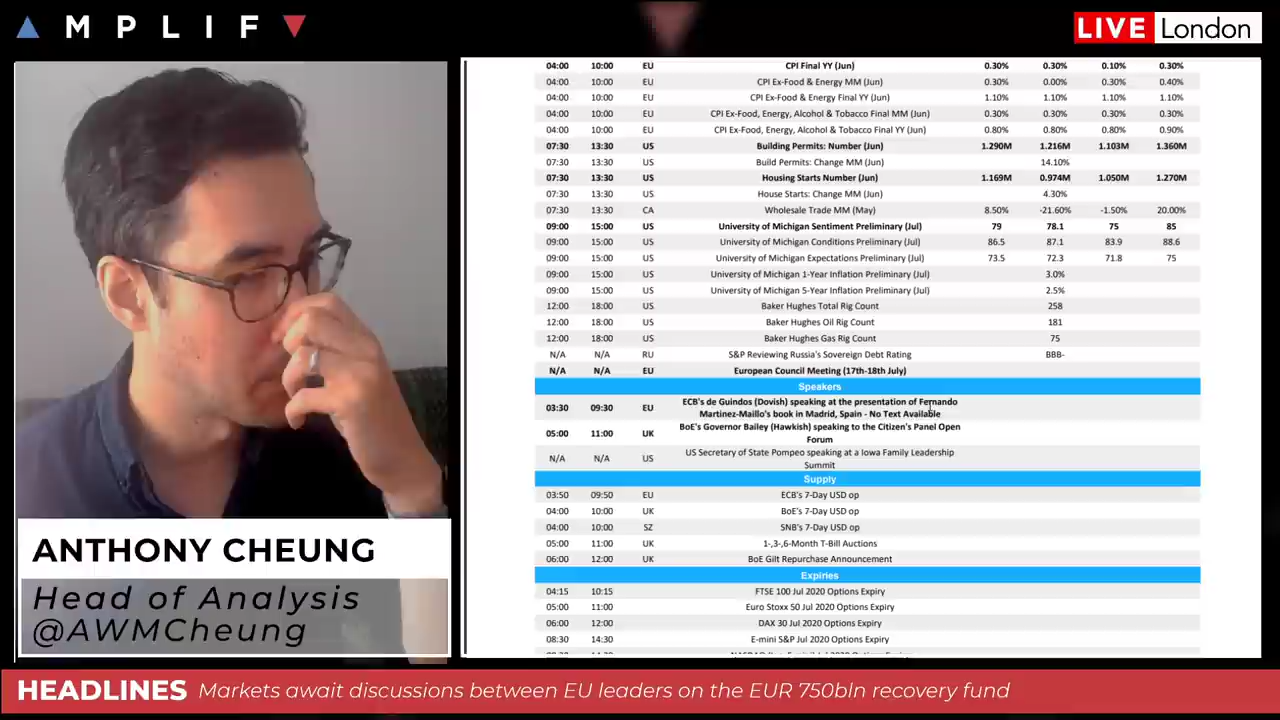 AMPLIFY
LIVE London
04:00 10:00 EU CPI Final YY (Jun) 0.30% 0.30% 0.10% 0.30%
04:00 10:00 EU CPI Ex-Food & Energy MM (Jun) 0.30% 0.00% 0.30% 0.40%
04:00 10:00 EU CPI Ex-Food & Energy Final YY (Jun) 1.10% 1.10% 1.10% 1.10%
04:00 10:00 EU CPI Ex-Food, Energy, Alcohol & Tobacco Final MM (Jun) 0.30% 0.30% 0.30% 0.30%
04:00 10:00 EU CPI Ex-Food, Energy, Alcohol & Tobacco Final YY (Jun) 0.80% 0.80% 0.80% 0.90%
07:30 13:30 US Building Permits: Number (Jun) 1.290M 1.216M 1.103M 1.360M
07:30 13:30 US Build Permits: Change MM (Jun) 14.10%
07:30 13:30 US Housing Starts Number (Jun) 1.169M 0.974M 1.050M 1.270M
07:30 13:30 US House Starts: Change MM (Jun) 4.30%
07:30 13:30 CA Wholesale Trade MM (May) 8.50% -21.60% -1.50% 20.00%
09:00 15:00 US University of Michigan Sentiment Preliminary (Jul) 79 78.1 75 85
09:00 15:00 US University of Michigan Conditions Preliminary (Jul) 86.5 87.1 83.9 88.6
09:00 15:00 US University of Michigan Expectations Preliminary (Jul) 73.5 72.3 71.8 75
09:00 15:00 US University of Michigan 1-Year Inflation Preliminary (Jul) 3.0%
09:00 15:00 US University of Michigan 5-Year Inflation Preliminary (Jul) 2.5%
12:00 18:00 US Baker Hughes Total Rig Count 258
12:00 18:00 US Baker Hughes Oil Rig Count 181
12:00 18:00 US Baker Hughes Gas Rig Count 75
N/A N/A RU S&P Reviewing Russia's Sovereign Debt Rating BBB-
N/A N/A EU European Council Meeting (17th-18th July)
Speakers
03:30 09:30 EU ECB's de Guindos (Dovish) speaking at the presentation of Fernando
Martinez-Maillo's book in Madrid, Spain - No Text Available
05:00 11:00 UK BoE's Governor Bailey (Hawkish) speaking to the Citizen's Panel Open
Forum
N/A N/A US US Secretary of State Pompeo speaking at a Iowa Family Leadership
Summit
Supply
03:50 09:50 EU ECB's 7-Day USD op
04:00 10:00 UK BoE's 7-Day USD op
04:00 10:00 SZ SNB's 7-Day USD op
05:00 11:00 UK 1-,3-,6-Month T-Bill Auctions
06:00 12:00 UK BoE Gilt Repurchase Announcement
Expiries
04:15 10:15 FTSE 100 Jul 2020 Options Expiry
05:00 11:00 Euro Stoxx 50 Jul 2020 Options Expiry
06:00 12:00 DAX 30 Jul 2020 Options Expiry
08:30 14:30 E-mini S&P Jul 2020 Options Expiry
ANTHONY CHEUNG
Head of Analysis
@AWMCheung
HEADLINES Markets await discussions between EU leaders on the EUR 750bln recovery fund